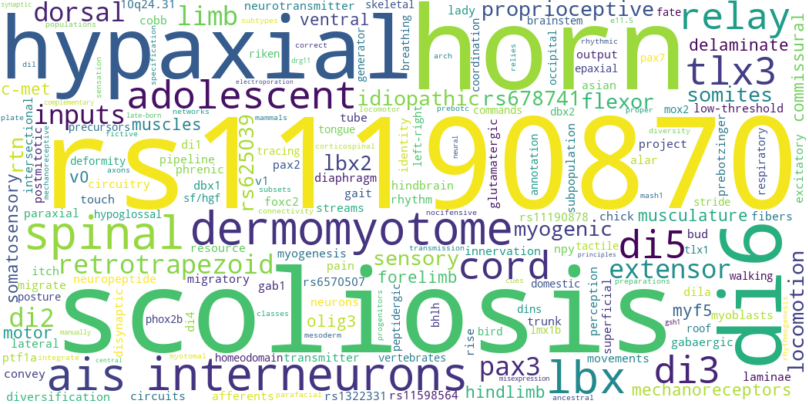 synaptic
dorsal
10q24.31
neurotransmitter
skeletal
lady
proprioceptive
fate
e11.5
relay
populations
cobb
limb
riken
ventral
generator
breathing
coordination
brainstem
subtypes
correct
arch
occipital
rhythmic
output
pax7
delaminate
commissural
hypaxial
horn
dil
specification
sensation
drg11
electroporation
relies
epaxial
asian
tlx3
c-met
adolescent
idiopathic
rs678741
flexor
somites
complementary
late-born
networks
locomotor
prebotc
mammals
commands
dbx2
proper
mox2
low-threshold
plate
inputs
precursors
fictive
tube
left-right
neural
diversity
muscles
tongue
corticospinal
identity
glutamatergic
annotation
subpopulation
project
alar
prebotzinger
respiratory
excitatory
intersectional
mechanoreceptive
postmitotic
deformity
axons
di1
tracing
rs625039
lbx2
rs11190870
rtn
pipeline
pax2
phrenic
diaphragm
gait
hindbrain
rhythm
mash1
v0
circuitry
dbx1
v1
subsets
foxc2
touch
sf/hgf
connectivity
streams
stride
paraxial
hypoglossal
rs11190878
chick
musculature
fibers
somatosensory
spinal
dermomyotome
myogenic
innervation
npy
tactile
bud
tlx1
di5
di6
resource
myogenesis
nocifensive
transmission
principles
retrotrapezoid
sensory
cord
extensor
walking
itch
neuropeptide
pain
forelimb
migrate
migratory
gab1
rs6570507
cues
domestic
preparations
posture
scoliosis
perception
superficial
dila
myf5
myoblasts
locomotion
di2
di4
phox2b
neurons
olig3
classes
peptidergic
bhlh
progenitors
dins
bird
rise
trunk
lmx1b
manually
gsh1
roof
gabaergic
motor
disynaptic
lateral
ptf1a
integrate
homeodomain
transmitter
mesoderm
vertebrates
movements
laminae
myotomal
central
convey
ais interneurons
pax3
lbx
di3
mechanoreceptors
misexpression
ancestral
diversification
circuits
rs1322331
afferents
parafacial
rs11598564
hindlimb